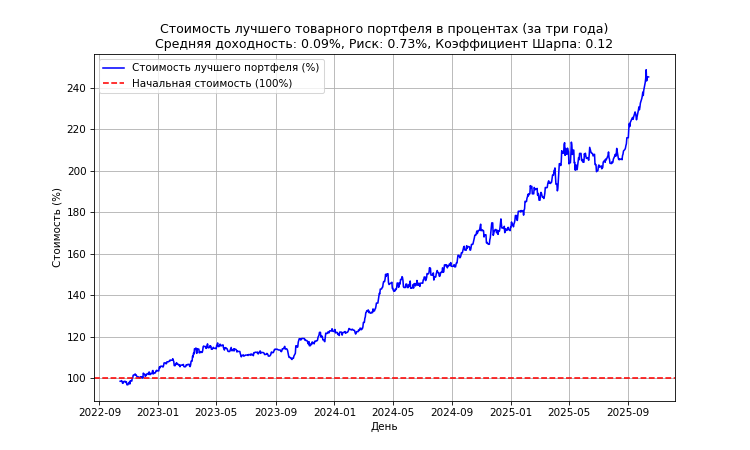 Стоимость лучшего товарного портфеля в процентах (за три года)
Средняя доходность: 0.09%, Риск: 0.73%, Коэффициент Шарпа: 0.12
Стоимость лучшего портфеля (%)
Начальная стоимость (100%)
Стоимость (%)
240
220
200
180
160
140
120
100
2022-09 2023-01 2023-05 2023-09 2024-01 2024-05 2024-09 2025-01 2025-05 2025-09
День